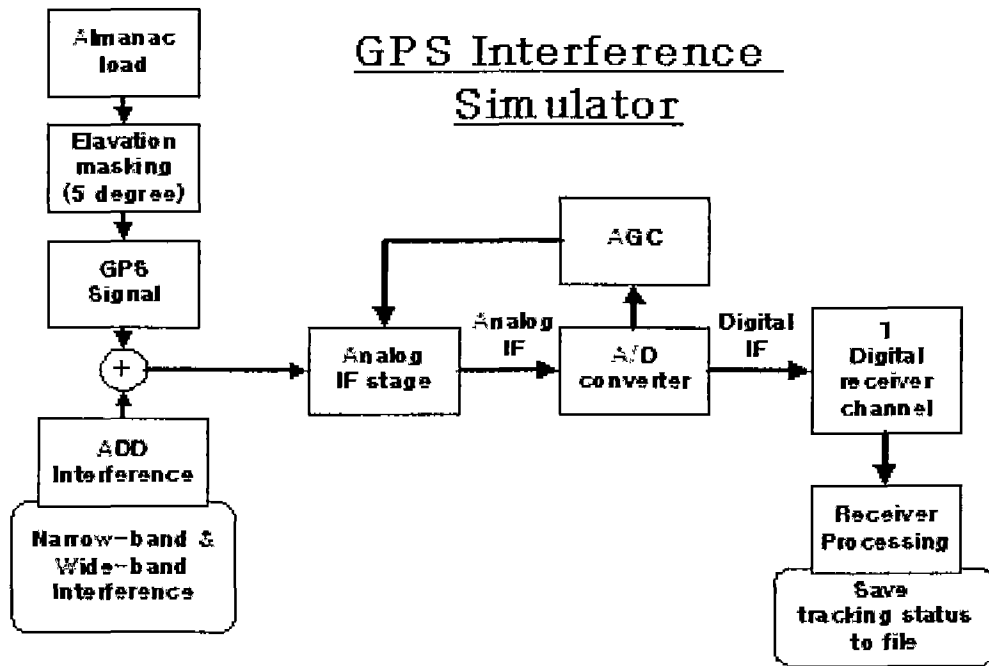 Almanac
load
GPS Interference
Simulator
Elavation
masking
(5 degree)
GPS
Signal
AGC
+
Analog
IF stage
Analog
IF
A/D
converter
Digital
IF
1
Digital
receiver
channel
ADD
Interference
Narrow-band &
Wide-band
Interference
Receiver
Processing
Save
tracking status
to file